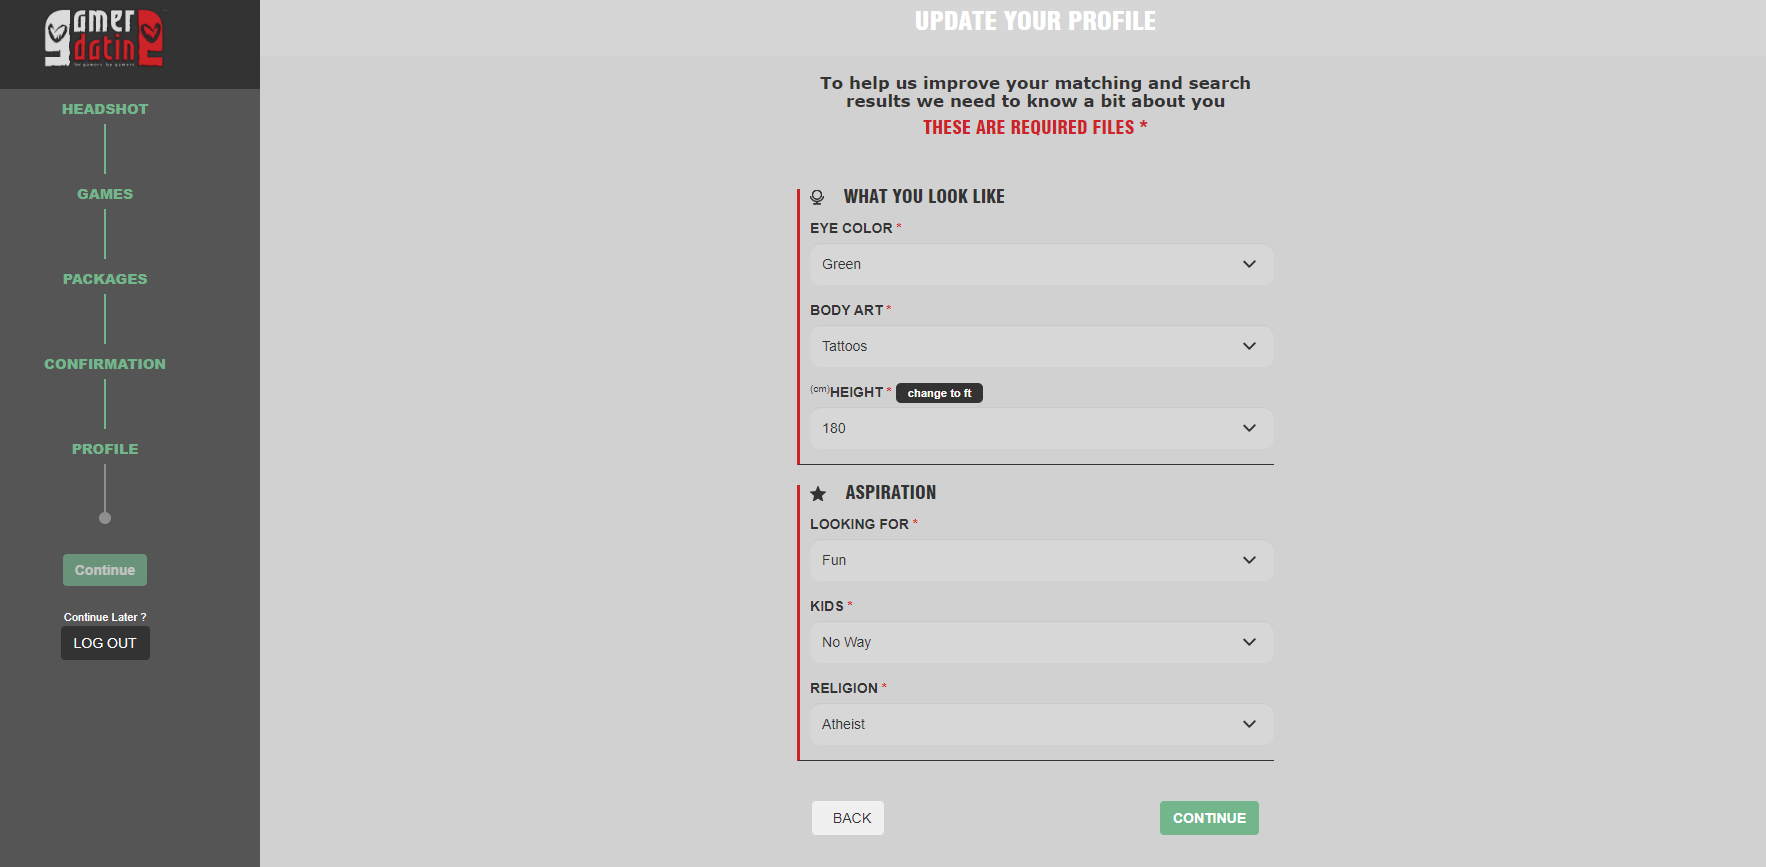 gamer
dating
for gamers. by gamers
HEADSHOT
GAMES
PACKAGES
CONFIRMATION
PROFILE
Continue
Continue Later ?
LOG OUT
UPDATE YOUR PROFILE
To help us improve your matching and search
results we need to know a bit about you
THESE ARE REQUIRED FILES *
WHAT YOU LOOK LIKE
EYE COLOR *
Green
BODY ART *
Tattoos
(cm)HEIGHT * change to ft
180
ASPIRATION
LOOKING FOR *
Fun
KIDS *
No Way
RELIGION *
Atheist
BACK
CONTINUE